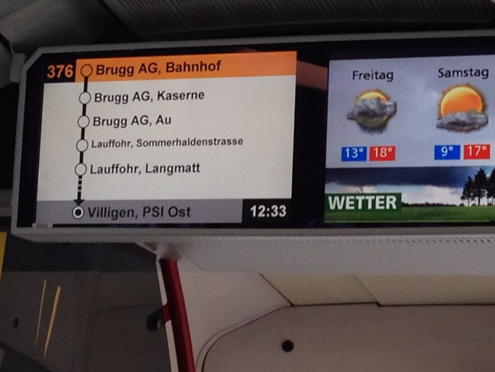 376 Brugg AG, Bahnhof
Brugg AG, Kaserne
Brugg AG, Au
Lauffohr, Sommerhaldenstrasse
Lauffohr, Langmatt
Villigen, PSI Ost 12:33
Freitag Samstag
13° 18° 9° 17°
WETTER